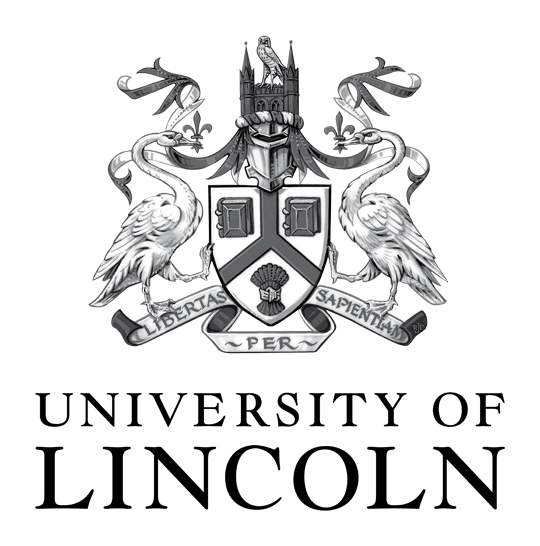 LIBERTAS
~ PER ~
SAPIENTIAM
UNIVERSITY OF
LINCOLN